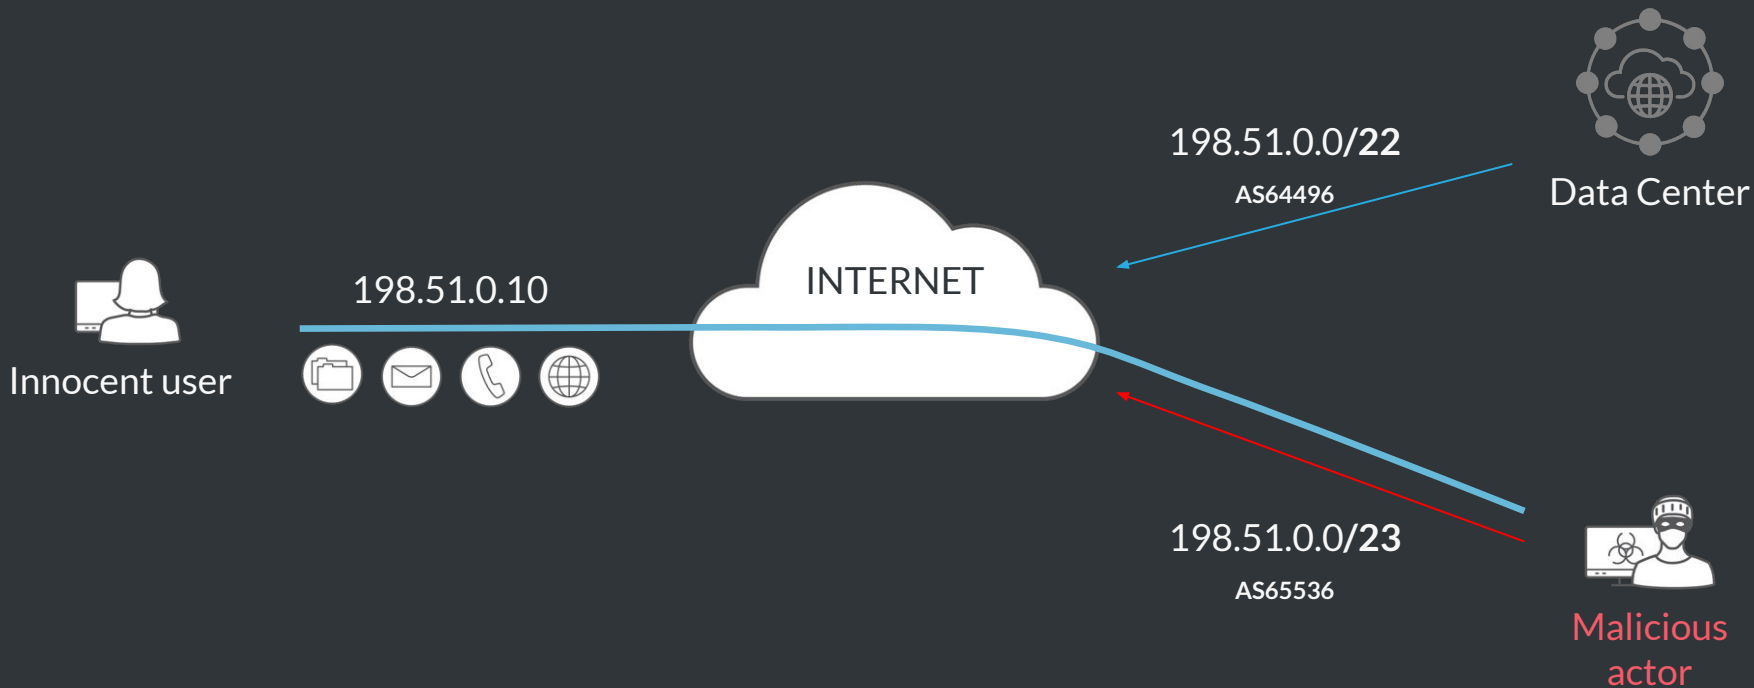 198.51.0.0/22
AS64496
Data Center
INTERNET
198.51.0.10
Innocent user
198.51.0.0/23
AS65536
Malicious
actor